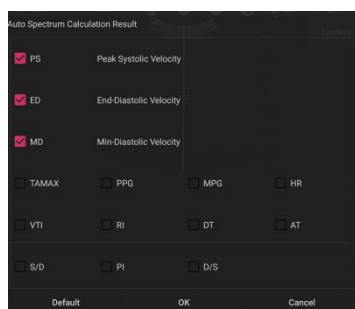 Auto Spectrum Calculation Result
Update
PS Peak Systolic Velocity
ED End-Diastolic Velocity
MD Min-Diastolic Velocity
TAMAX PPG MPG HR
VTI RI DT AT
S/D PI D/S
Default OK Cancel